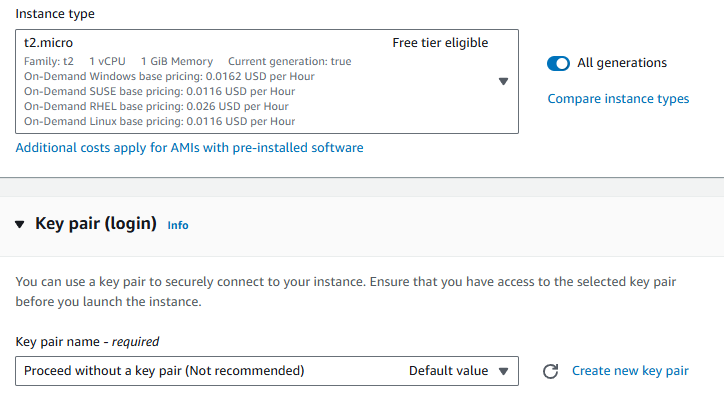 Instance type
t2.micro Free tier eligible
Family: t2 1 vCPU 1 GiB Memory Current generation: true
On-Demand Windows base pricing: 0.0162 USD per Hour
On-Demand SUSE base pricing: 0.0116 USD per Hour
On-Demand RHEL base pricing: 0.026 USD per Hour
On-Demand Linux base pricing: 0.0116 USD per Hour
All generations
Compare instance types
Additional costs apply for AMIs with pre-installed software
Key pair (login) Info
You can use a key pair to securely connect to your instance. Ensure that you have access to the selected key pair
before you launch the instance.
Key pair name - required
Proceed without a key pair (Not recommended) Default value
Create new key pair